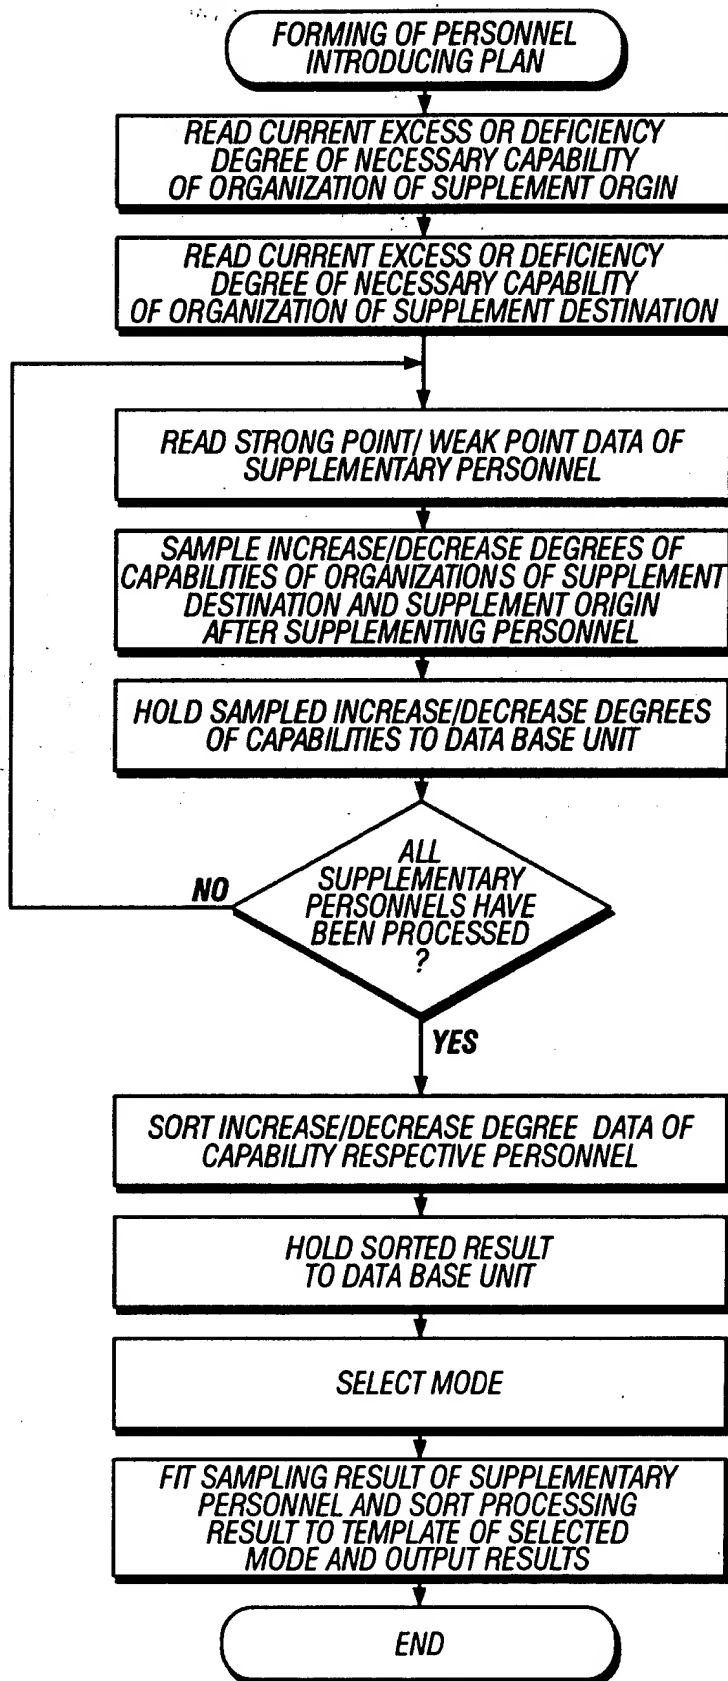 FORMING OF PERSONNEL
INTRODUCING PLAN
READ CURRENT EXCESS OR DEFICIENCY
DEGREE OF NECESSARY CAPABILITY
OF ORGANIZATION OF SUPPLEMENT ORGIN
READ CURRENT EXCESS OR DEFICIENCY
DEGREE OF NECESSARY CAPABILITY
OF ORGANIZATION OF SUPPLEMENT DESTINATION
READ STRONG POINT/ WEAK POINT DATA OF
SUPPLEMENTARY PERSONNEL
SAMPLE INCREASE/DECREASE DEGREES OF
CAPABILITIES OF ORGANIZATIONS OF SUPPLEMENT
DESTINATION AND SUPPLEMENT ORIGIN
AFTER SUPPLEMENTING PERSONNEL
HOLD SAMPLED INCREASE/DECREASE DEGREES
OF CAPABILITIES TO DATA BASE UNIT
ALL
SUPPLEMENTARY
PERSONNELS HAVE
BEEN PROCESSED
?
NO
YES
SORT INCREASE/DECREASE DEGREE DATA OF
CAPABILITY RESPECTIVE PERSONNEL
HOLD SORTED RESULT
TO DATA BASE UNIT
SELECT MODE
FIT SAMPLING RESULT OF SUPPLEMENTARY
PERSONNEL AND SORT PROCESSING
RESULT TO TEMPLATE OF SELECTED
MODE AND OUTPUT RESULTS
END